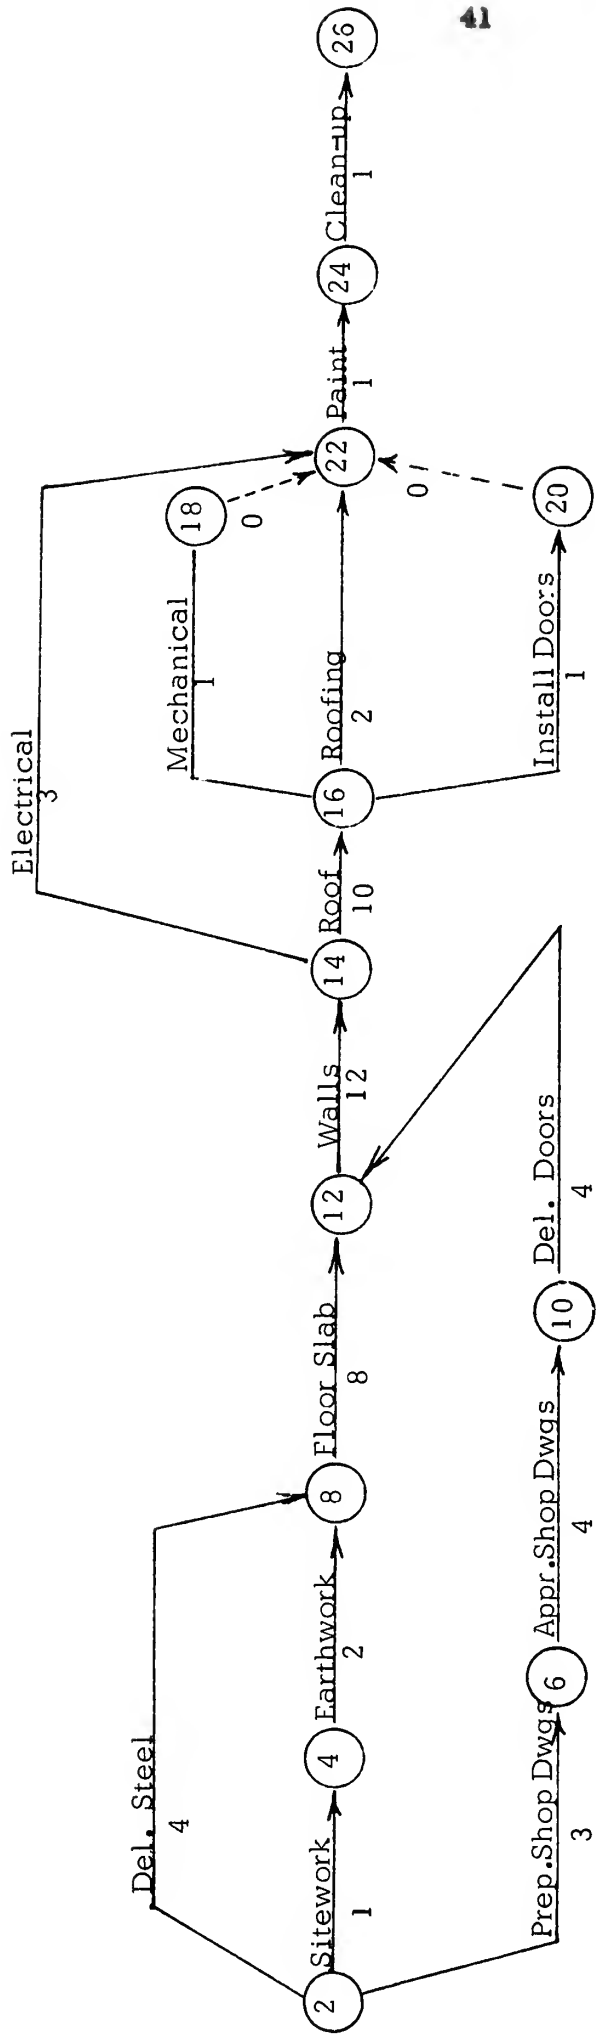 41
Electrical
3
Mechanical
1
18
0
Del. Steel
4
2
Sitework
1
4
Earthwork
2
8
Floor Slab
8
12
Walls
12
14
Roof
10
16
Roofing
2
22
Paint
1
24
Clean-up
1
26
0
Prep.Shop Dwgs
3
6
Appr.Shop Dwgs
4
10
Del. Doors
4
Install Doors
1
20